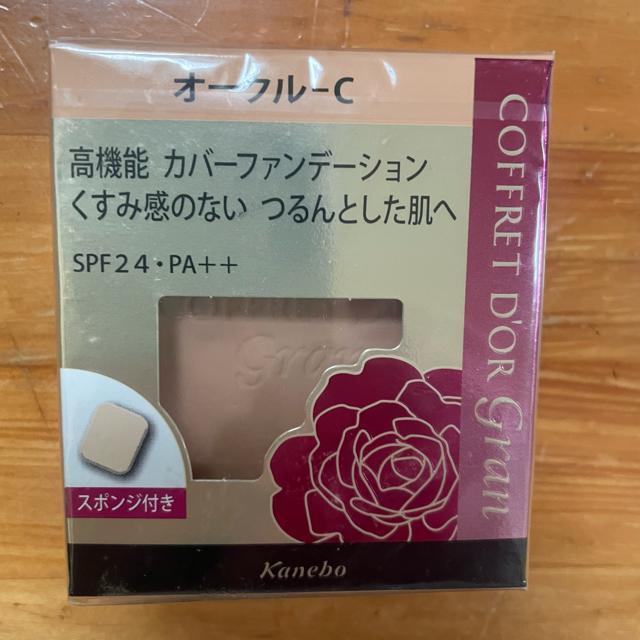 オークル-C
高機能 カバーファンデーション
くすみ感のない つるんとした肌へ
SPF24・PA++
Gran
スポンジ付き
Kanebo
COFFRET D'OR Gran